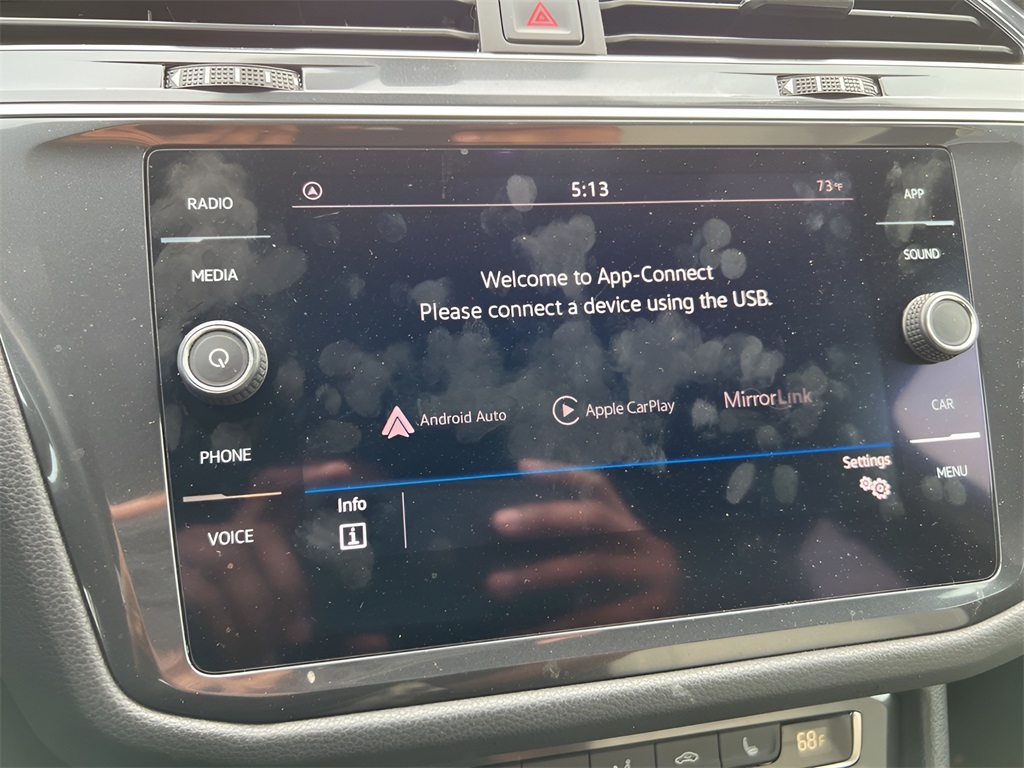 RADIO
MEDIA
PHONE
VOICE
5:13
73°F
Welcome to App-Connect
Please connect a device using the USB.
Android Auto
Apple CarPlay
MirrorLink
Settings
Info
i
APP
SOUND
CAR
MENU
68F